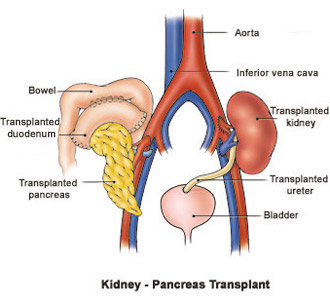 Aorta
Inferior vena cava
Bowel
Transplanted
duodenum
Transplanted
kidney
Transplanted
pancreas
Transplanted
ureter
Bladder
Kidney - Pancreas Transplant